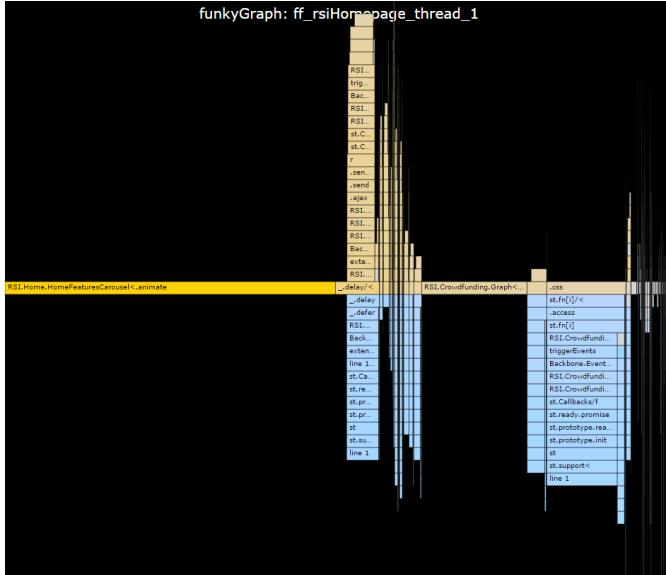 funkyGraph: ff_rsiHomepage_thread_1
RSI...
trig...
Bac...
RSI...
RSI...
st.C...
st.C...
r
.sen...
.send
.ajax
RSI...
RSI...
RSI...
Bac...
exte...
RSI...
RSI.Home.HomeFeaturesCarousel<.animate
_.delay/<
RSI.Crowdfunding.Graph<...
.css
_.delay
_.defer
RSI...
Back...
exten...
line 1...
st.Ca...
st.re...
st.pr...
st.pr...
st
st.su...
line 1
st.fn[i]/<
.access
st.fn[i]
RSI.Crowdfundi...
triggerEvents
Backbone.Event...
RSI.Crowdfundi...
RSI.Crowdfundi...
st.Callbacks/f
st.ready.promise
st.prototype.rea...
st.prototype.init
st
st.support<
line 1